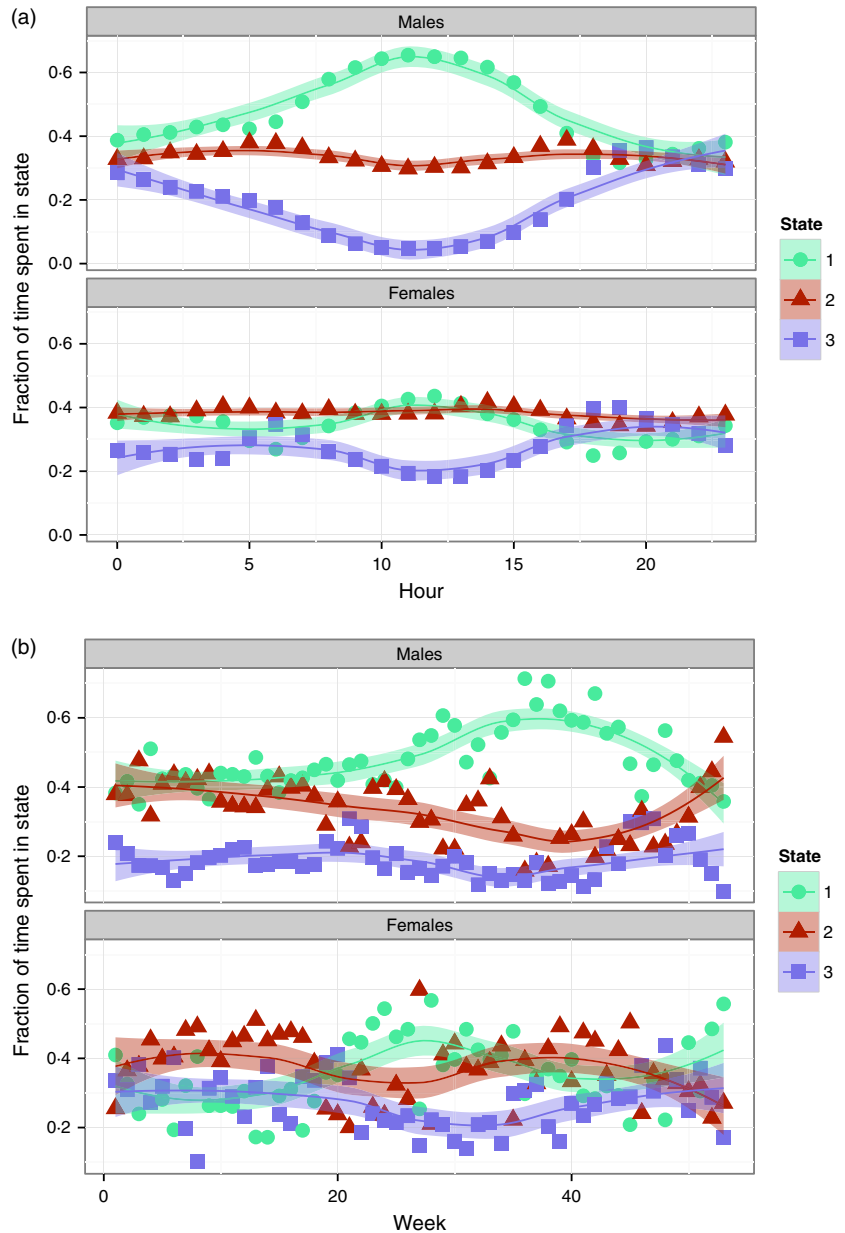 (a)
Males
0·6
0·4
0·2
0·0
Females
0·6
0·4
0·2
0·0
0 5 10 15 20
Hour
Fraction of time spent in state
State
1
2
3
(b)
Males
0·6
0·4
0·2
Females
0·6
0·4
0·2
0 20 40
Week
Fraction of time spent in state
State
1
2
3